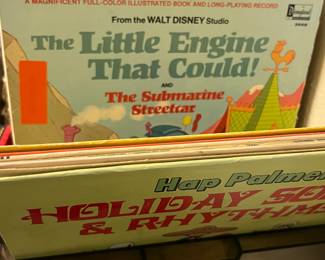 A MAGNIFICENT FULL-COLOR ILLUSTRATED BOOK AND LONG-PLAYING RECORD
From the WALT DISNEY Studio
The Little Engine
That Could!
AND
The Submarine
Streetcar
Hap Palmer
HOLIDAY SO
& RHYTHM